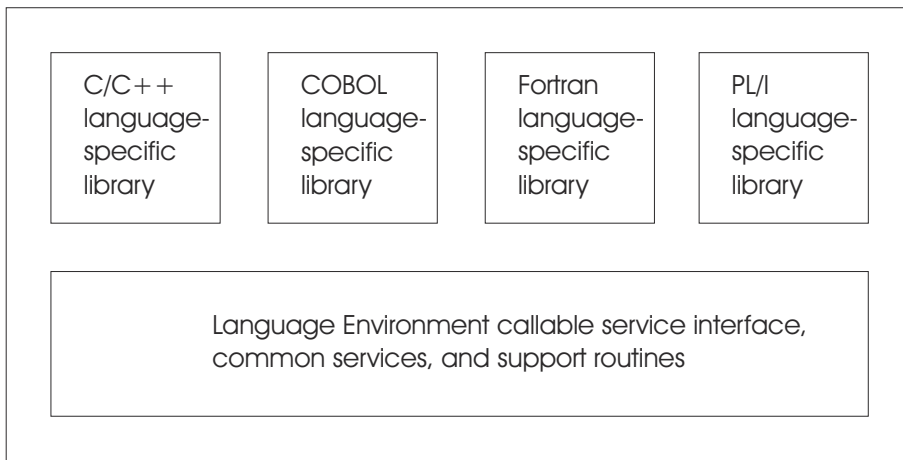 C/C++
language-
specific
library
COBOL
language-
specific
library
Fortran
language-
specific
library
PL/I
language-
specific
library
Language Environment callable service interface,
common services, and support routines